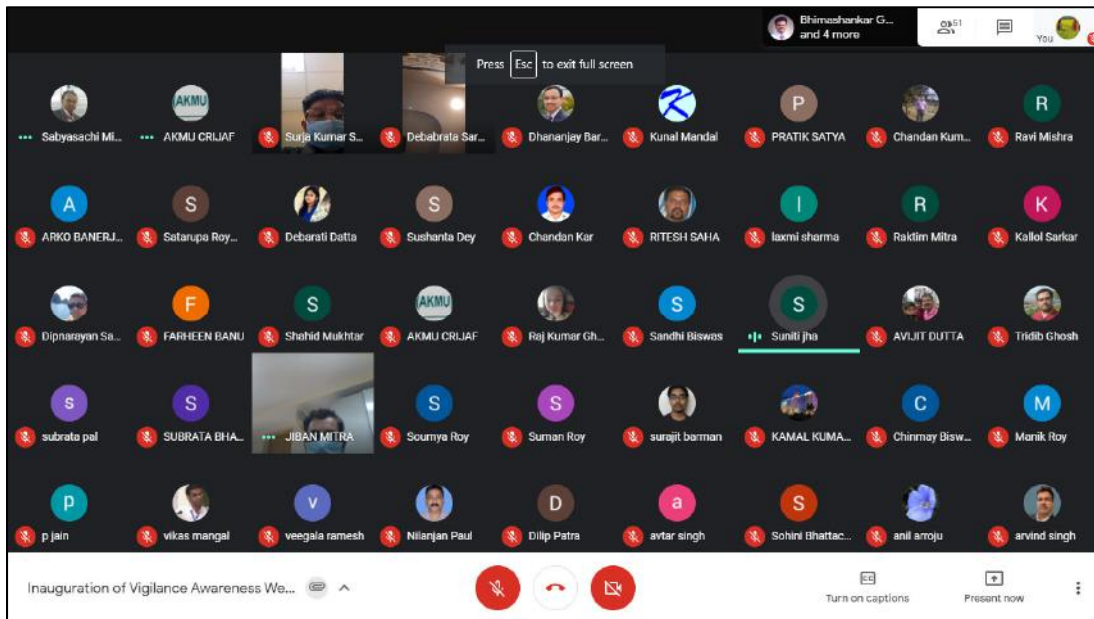 Bhimashankar G...
and 4 more
51
You
Press Esc to exit full screen
AKMU
Sabyasachi Mi...
AKMU CRIJAF
Surja Kumar S...
Debabrata Sar...
Dhananjay Bar...
Kunal Mandal
P
PRATIK SATYA
Chandan Kum...
R
Ravi Mishra
A
ARKO BANERJ...
S
Satarupa Roy...
Debarati Datta
S
Sushanta Dey
Chandan Kar
RITESH SAHA
l
laxmi sharma
R
Raktim Mitra
K
Kallol Sarkar
Dipnarayan Sa...
F
FARHEEN BANU
S
Shahid Mukhtar
AKMU
AKMU CRIJAF
Raj Kumar Gh...
S
Sandhi Biswas
S
Suniti jha
AVIJIT DUTTA
Tridib Ghosh
s
subrata pal
S
SUBRATA BHA...
JIBAN MITRA
S
Soumya Roy
S
Suman Roy
surajit barman
KAMAL KUMA...
C
Chinmay Bisw...
M
Manik Roy
p
p jain
vikas mangal
v
veegala ramesh
Nilanjan Paul
D
Dilip Patra
a
avtar singh
S
Sohini Bhattac...
anil arroju
arvind singh
Inauguration of Vigilance Awareness We...
CC
Turn on captions
Present now